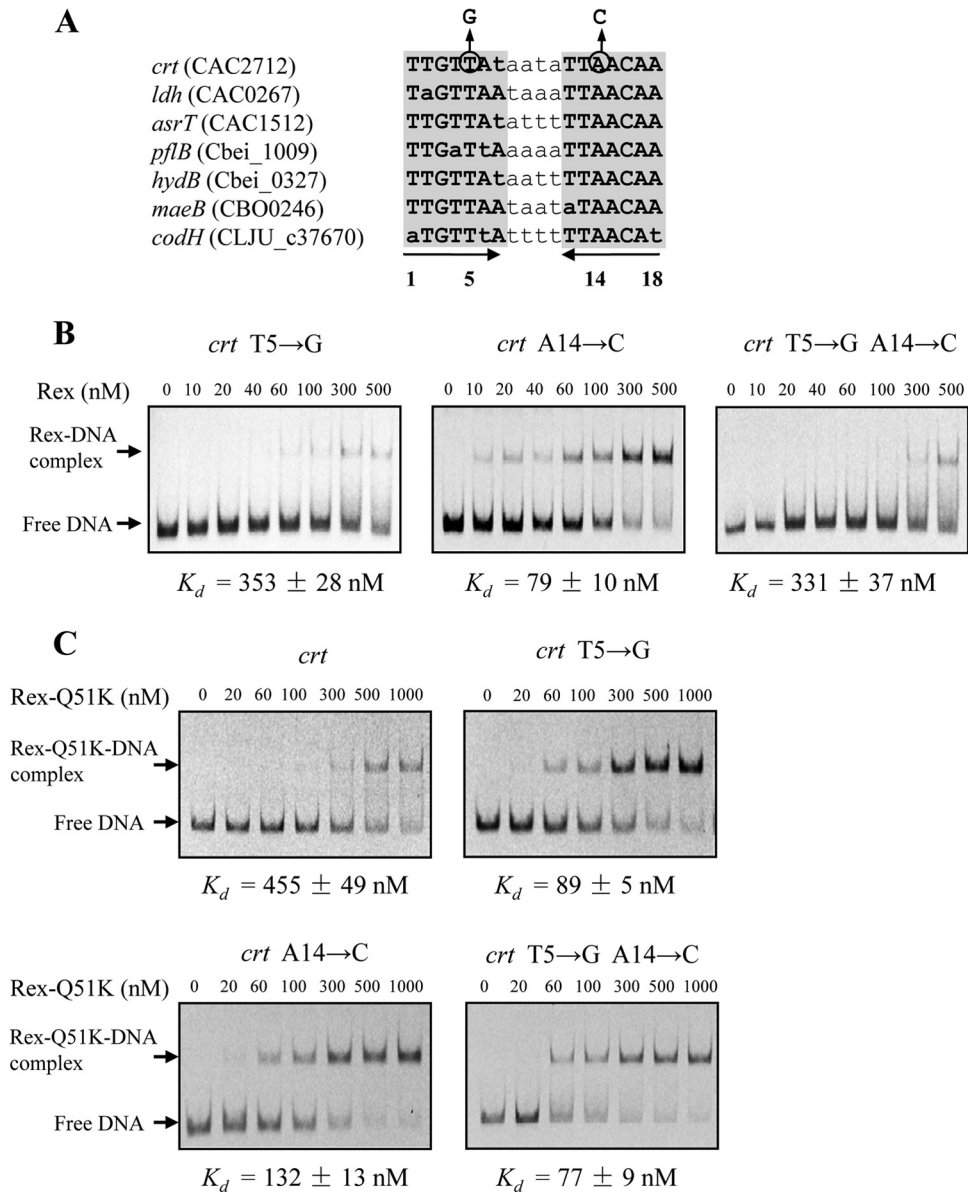 A
G C
crt (CAC2712) TTGTTAtaataTTAACAA
ldh (CAC0267) TaGTTAAtaaaTTAACAA
asrT (CAC1512) TTGTTAtatttTTAACAA
pflB (Cbei_1009) TTGaTtAaaaaTTAACAA
hydB (Cbei_0327) TTGTTAtaattTTAACAA
maeB (CBO0246) TTGTTAAtaataTAACAA
codH (CLJU_c37670) aTGTTtAttttTTAACAt
1 5 14 18
B
crt T5→G crt A14→C crt T5→G A14→C
Rex (nM) 0 10 20 40 60 100 300 500 0 10 20 40 60 100 300 500 0 10 20 40 60 100 300 500
Rex-DNA
complex
Free DNA
Kd = 353 ± 28 nM Kd = 79 ± 10 nM Kd = 331 ± 37 nM
C
crt crt T5→G
Rex-Q51K (nM) 0 20 60 100 300 500 1000 0 20 60 100 300 500 1000
Rex-Q51K-DNA
complex
Free DNA
Kd = 455 ± 49 nM Kd = 89 ± 5 nM
crt A14→C crt T5→G A14→C
Rex-Q51K (nM) 0 20 60 100 300 500 1000 0 20 60 100 300 500 1000
Rex-Q51K-DNA
complex
Free DNA
Kd = 132 ± 13 nM Kd = 77 ± 9 nM